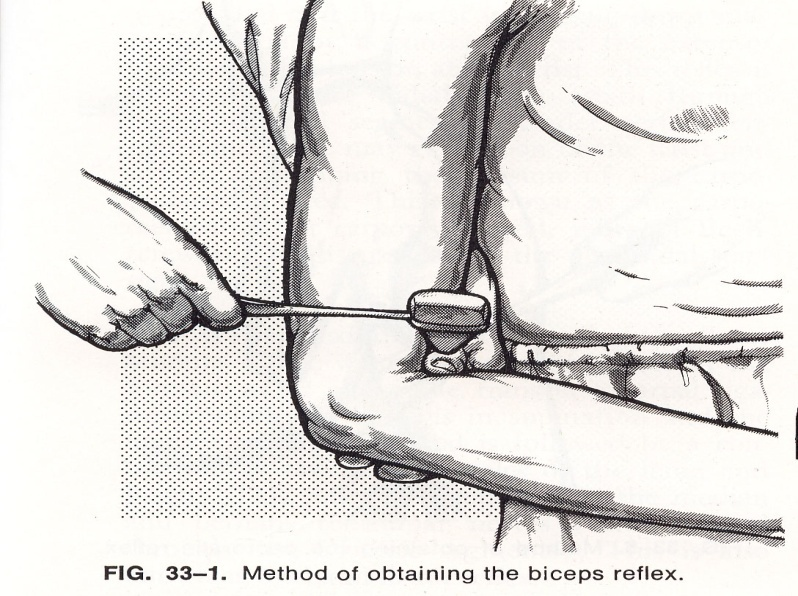 FIG. 33–1. Method of obtaining the biceps reflex.